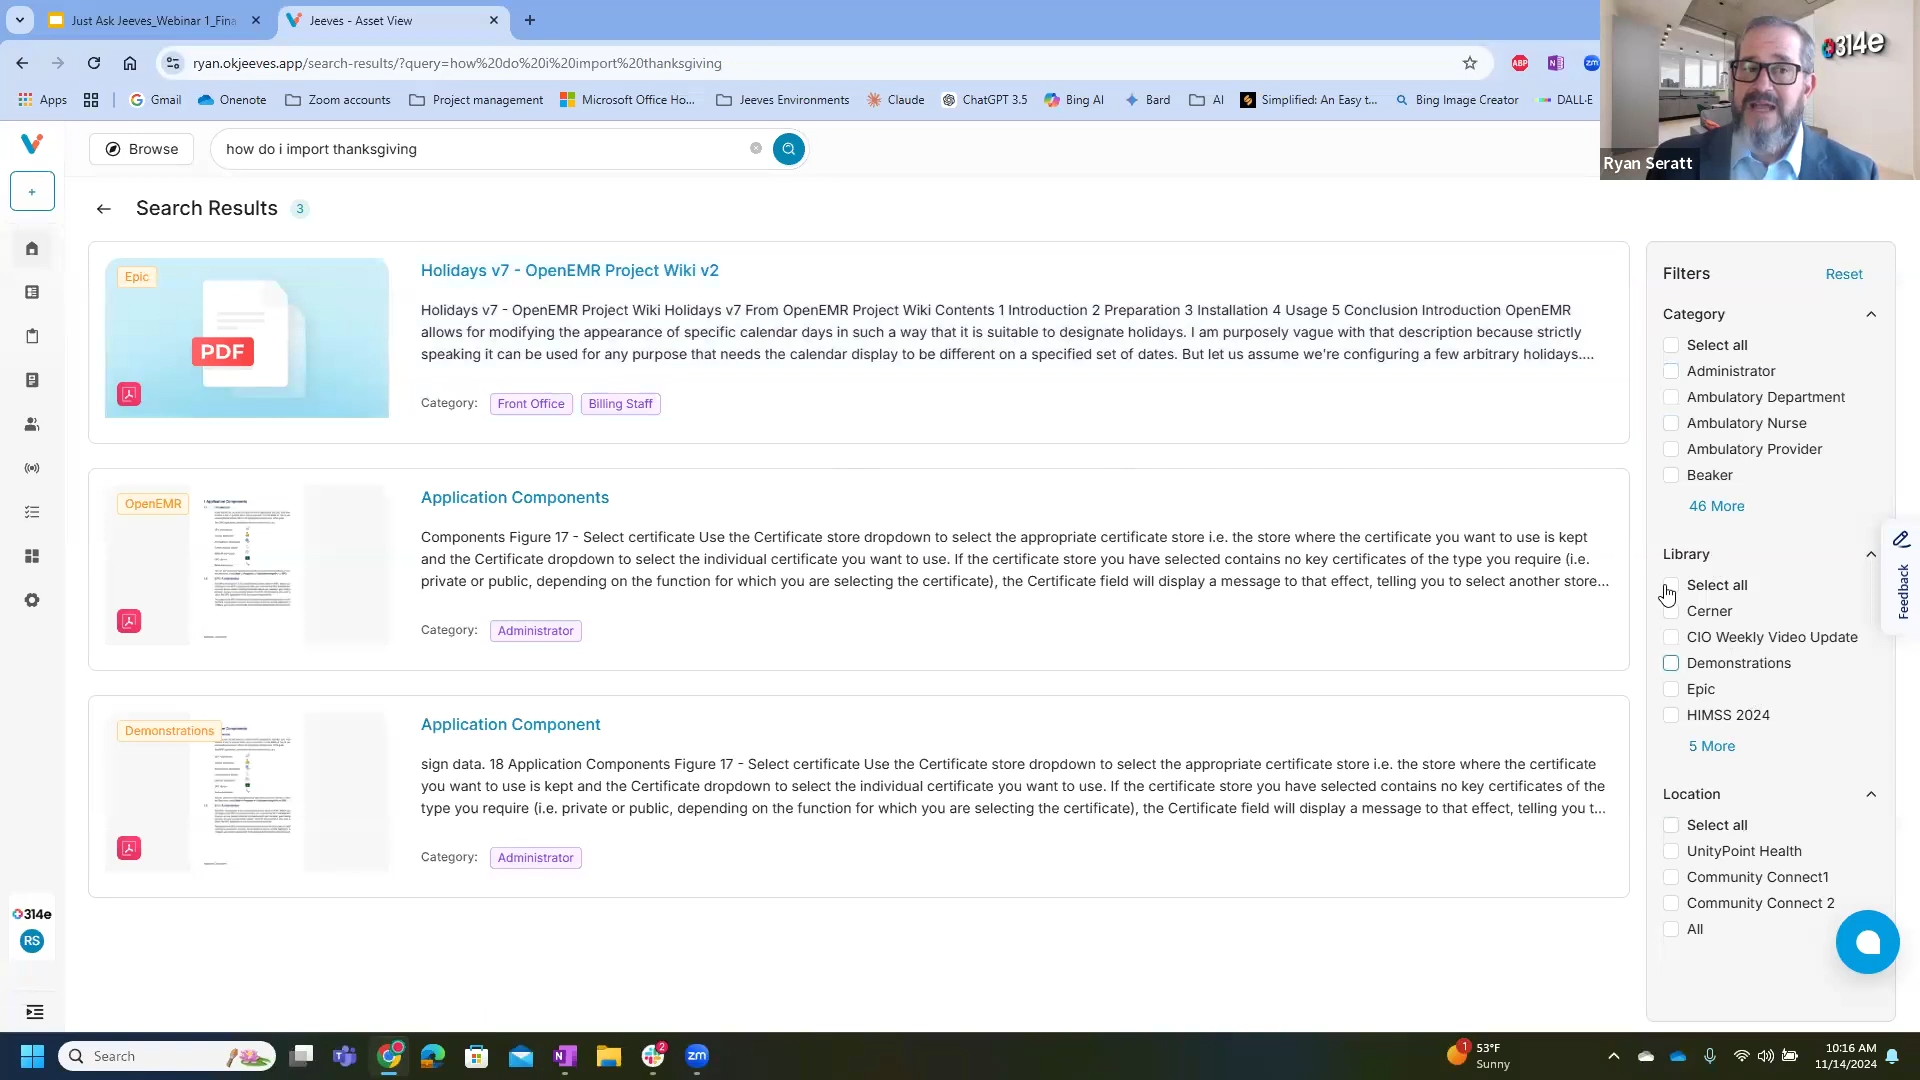 Just Ask Jeeves_Webinar 1_Fina
Jeeves - Asset View
ryan.okjeeves.app/search-results/?query=how%20do%20i%20import%20thanksgiving
ABP
zm
Apps
Gmail
Onenote
Zoom accounts
Project management
Microsoft Office Ho...
Jeeves Environments
Claude
ChatGPT 3.5
Bing AI
Bard
AI
Simplified: An Easy t...
Bing Image Creator
DALL·E
314e
Ryan Seratt
Browse
how do i import thanksgiving
Search Results 3
Epic
PDF
Holidays v7 - OpenEMR Project Wiki v2
Holidays v7 - OpenEMR Project Wiki Holidays v7 From OpenEMR Project Wiki Contents 1 Introduction 2 Preparation 3 Installation 4 Usage 5 Conclusion Introduction OpenEMR
allows for modifying the appearance of specific calendar days in such a way that it is suitable to designate holidays. I am purposely vague with that description because strictly
speaking it can be used for any purpose that needs the calendar display to be different on a specified set of dates. But let us assume we're configuring a few arbitrary holidays....
Category: Front Office Billing Staff
OpenEMR
Application Components
Components Figure 17 - Select certificate Use the Certificate store dropdown to select the appropriate certificate store i.e. the store where the certificate you want to use is kept
and the Certificate dropdown to select the individual certificate you want to use. If the certificate store you have selected contains no key certificates of the type you require (i.e.
private or public, depending on the function for which you are selecting the certificate), the Certificate field will display a message to that effect, telling you to select another store...
Category: Administrator
Demonstrations
Application Component
sign data. 18 Application Components Figure 17 - Select certificate Use the Certificate store dropdown to select the appropriate certificate store i.e. the store where the certificate
you want to use is kept and the Certificate dropdown to select the individual certificate you want to use. If the certificate store you have selected contains no key certificates of the
type you require (i.e. private or public, depending on the function for which you are selecting the certificate), the Certificate field will display a message to that effect, telling you t...
Category: Administrator
Filters
Reset
Category
Select all
Administrator
Ambulatory Department
Ambulatory Nurse
Ambulatory Provider
Beaker
46 More
Library
Select all
Cerner
CIO Weekly Video Update
Demonstrations
Epic
HIMSS 2024
5 More
Location
Select all
UnityPoint Health
Community Connect1
Community Connect 2
All
Feedback
314e
RS
Search
2
zm
1
53°F
Sunny
10:16 AM
11/14/2024